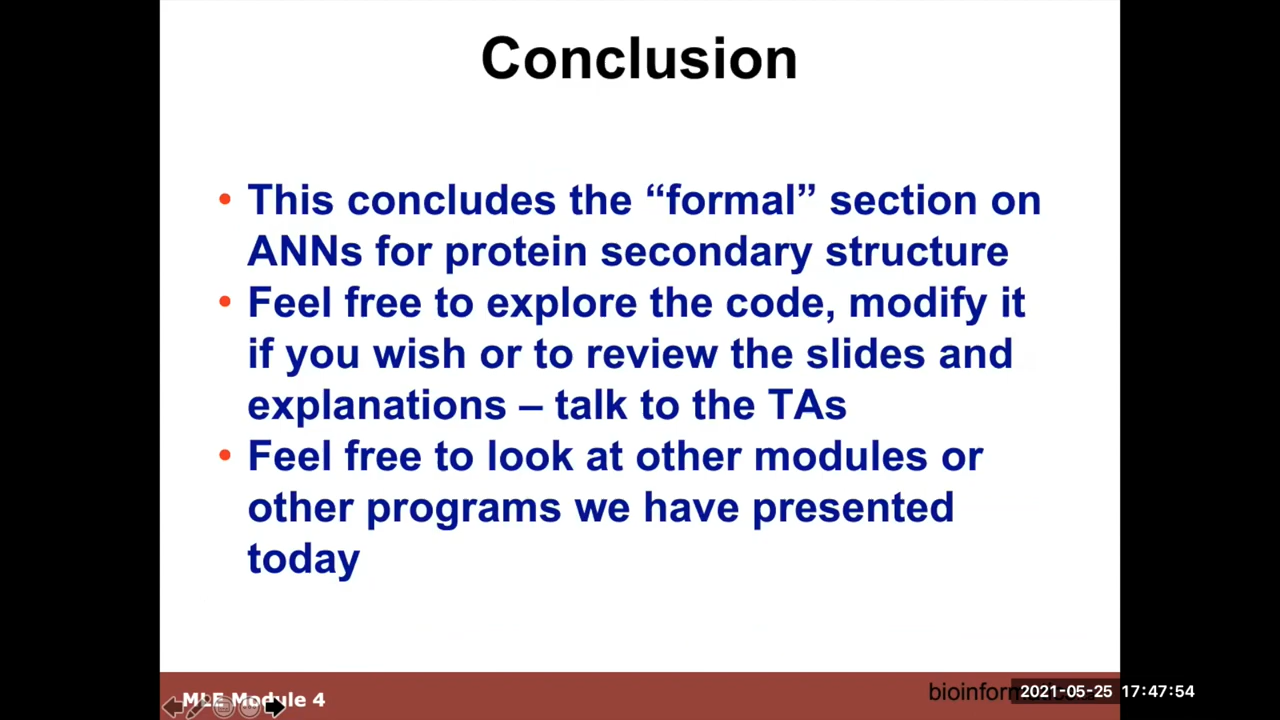 Conclusion
• This concludes the “formal” section on
ANNs for protein secondary structure
• Feel free to explore the code, modify it
if you wish or to review the slides and
explanations – talk to the TAs
• Feel free to look at other modules or
other programs we have presented
today
MLE Module 4
2021-05-25 17:47:54